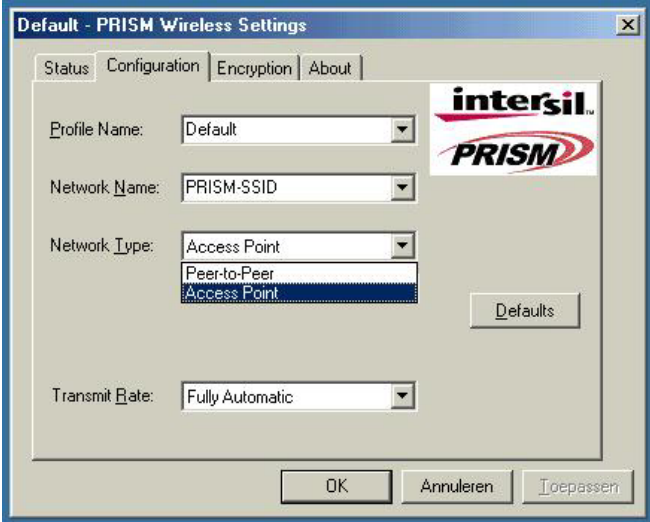 Default - PRISM Wireless Settings
Status Configuration Encryption About
intersil™
PRISM
Profile Name: Default
Network Name: PRISM-SSID
Network Type: Access Point
Peer-to-Peer
Access Point
Defaults
Transmit Rate: Fully Automatic
OK Annuleren Toepassen